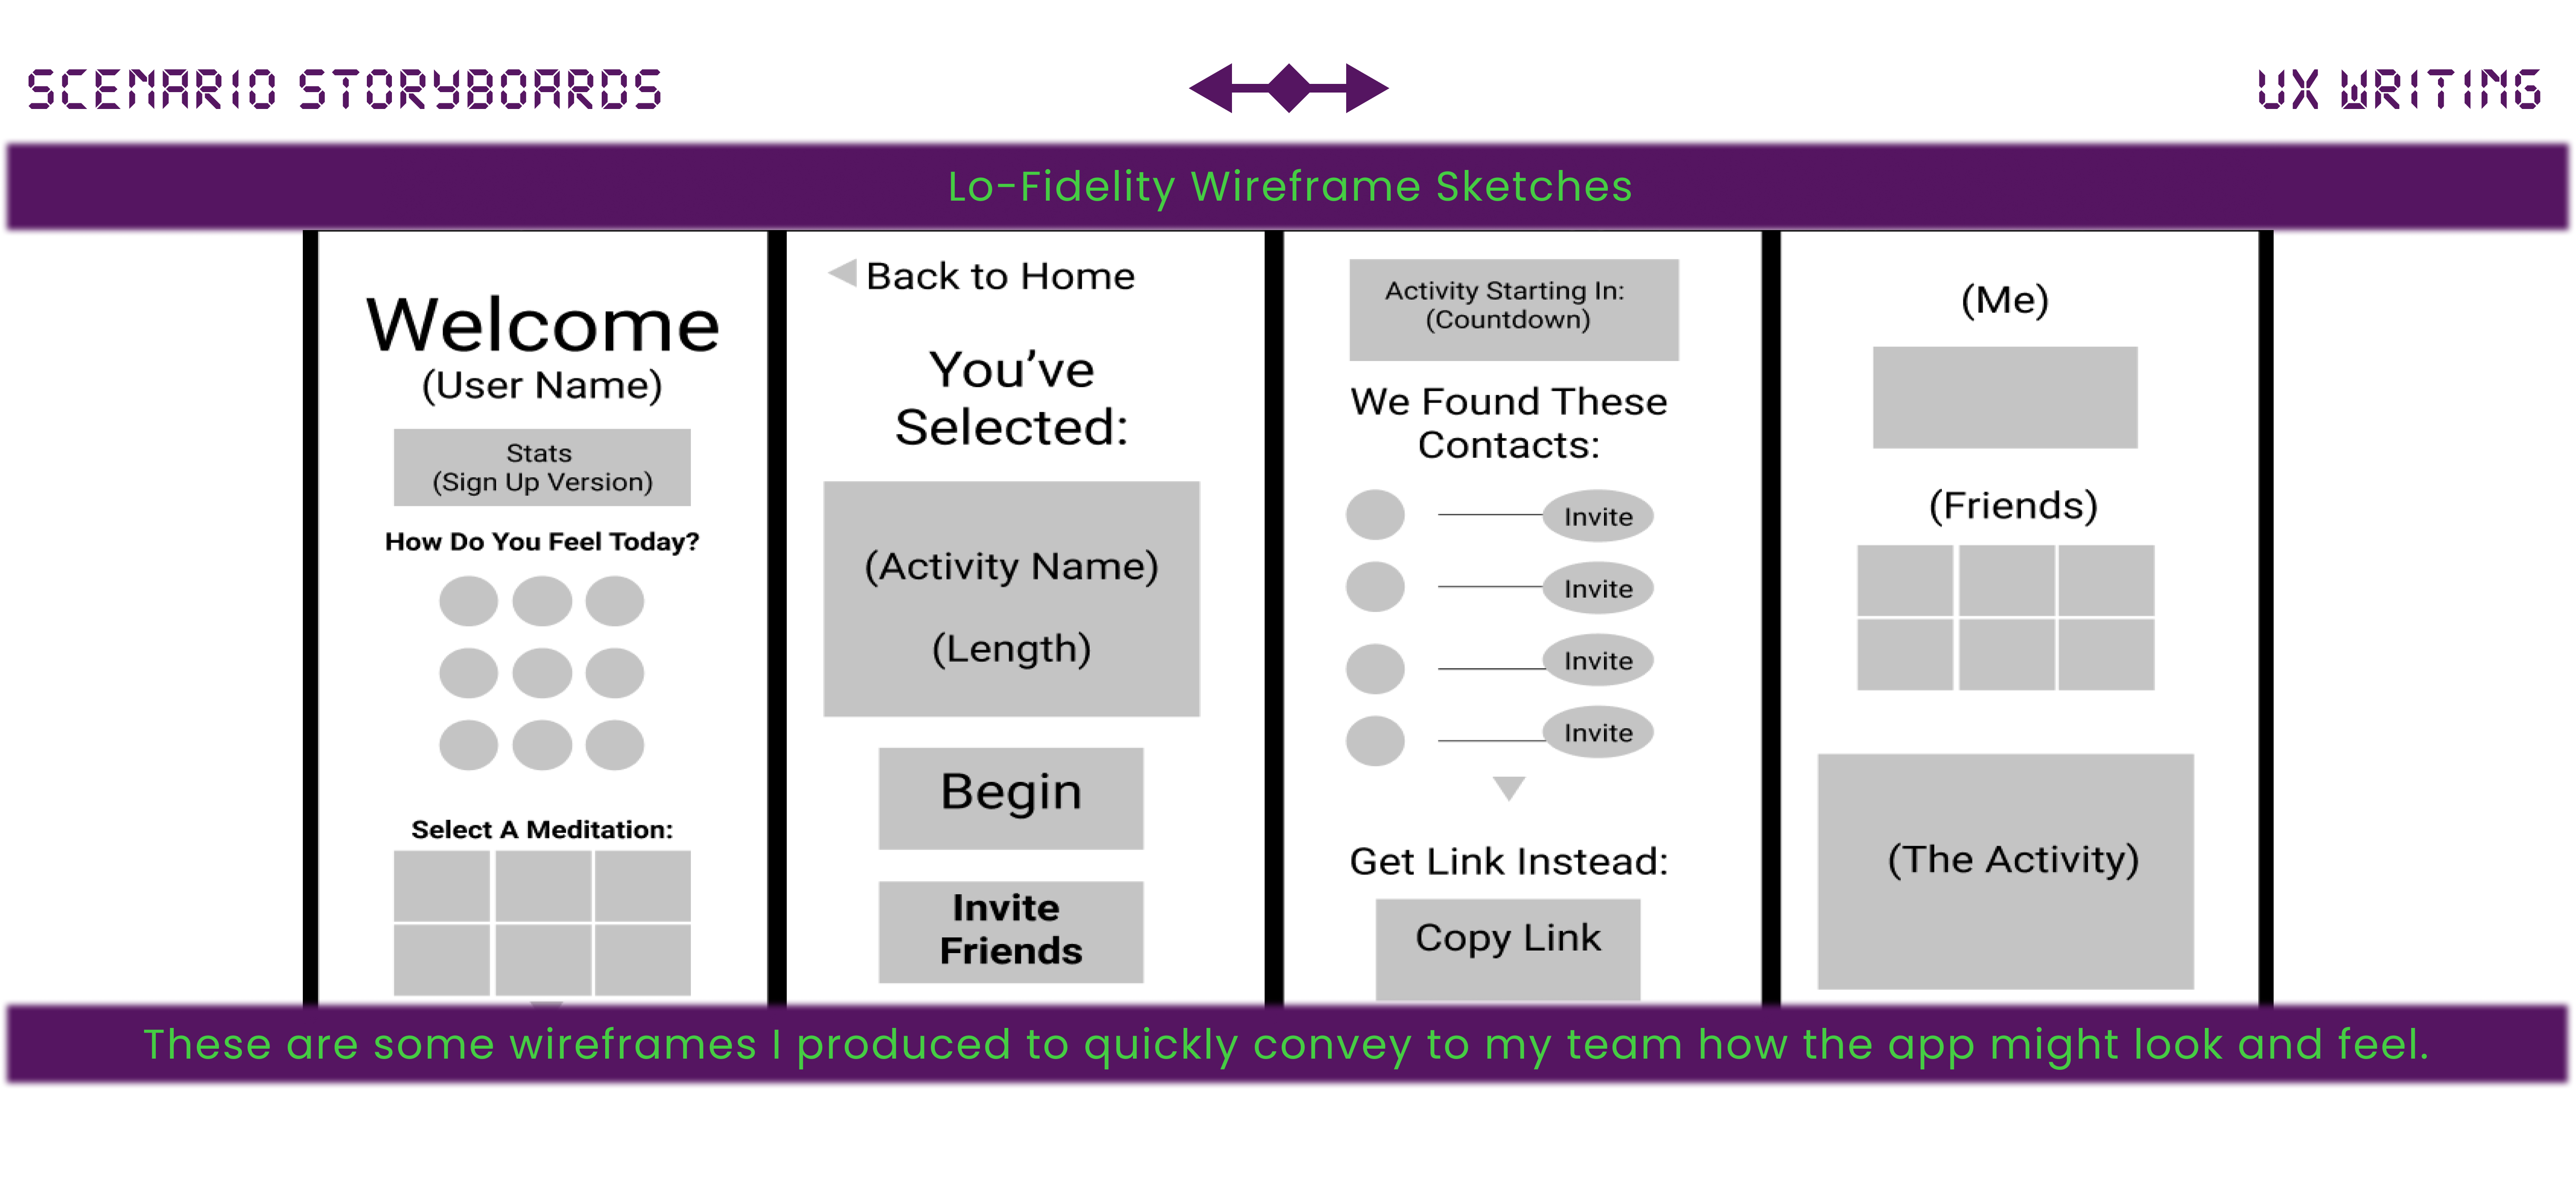 SCENARIO STORYBOARDS
UX WRITING
Lo-Fidelity Wireframe Sketches
Welcome
(User Name)
Stats
(Sign Up Version)
How Do You Feel Today?
Select A Meditation:
Back to Home
You've
Selected:
(Activity Name)
(Length)
Begin
Invite
Friends
Activity Starting In:
(Countdown)
We Found These
Contacts:
Invite
Invite
Invite
Invite
Get Link Instead:
Copy Link
(Me)
(Friends)
(The Activity)
These are some wireframes I produced to quickly convey to my team how the app might look and feel.